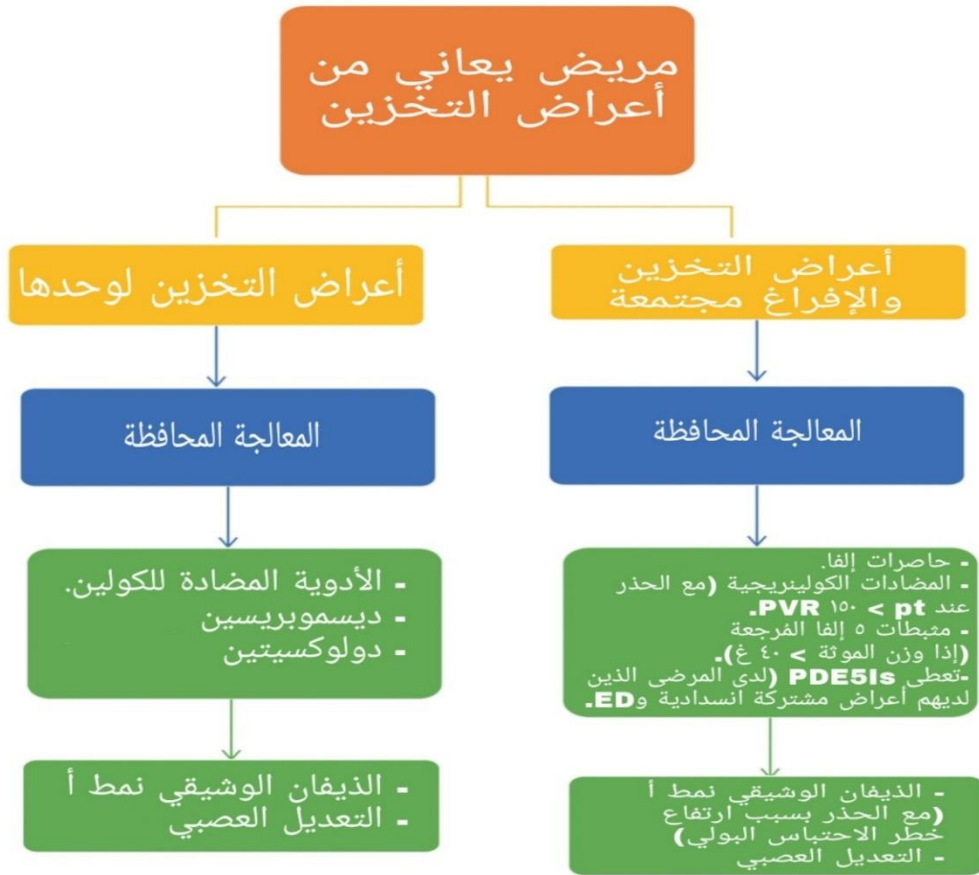 مريض يعاني من
أعراض التخزين
أعراض التخزين
والإفراغ مجتمعة
المعالجة المحافظة
- حاصرات إلفا.
- المضادات الكولينريجية (مع الحذر
عند PVR ١٥٠ < pt.
- مثبطات ٥ إلفا الفرجعة
(إذا وزن الموثة > ٤٠ غ).
-تعطى PDE5Is (لدى المرضى الذين
لديهم أعراض مشتركة انسدادية وED.
- الذيفان الوشيقي نمط أ
(مع الحذر بسبب ارتفاع
خطر الاحتباس البولي)
- التعديل العصبي
أعراض التخزين لوحدها
المعالجة المحافظة
- الأدوية المضادة للكولين.
- ديسموبريسين
- دولوكسيتين
- الذيفان الوشيقي نمط أ
- التعديل العصبي